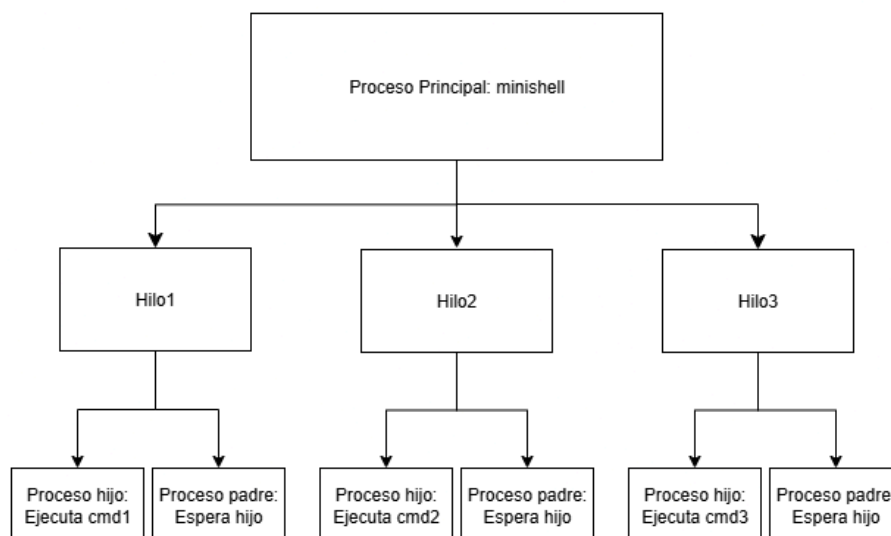 Proceso Principal: minishell
Hilo1
Hilo2
Hilo3
Proceso hijo:
Ejecuta cmd1
Proceso padre:
Espera hijo
Proceso hijo:
Ejecuta cmd2
Proceso padre:
Espera hijo
Proceso hijo:
Ejecuta cmd3
Proceso padre:
Espera hijo